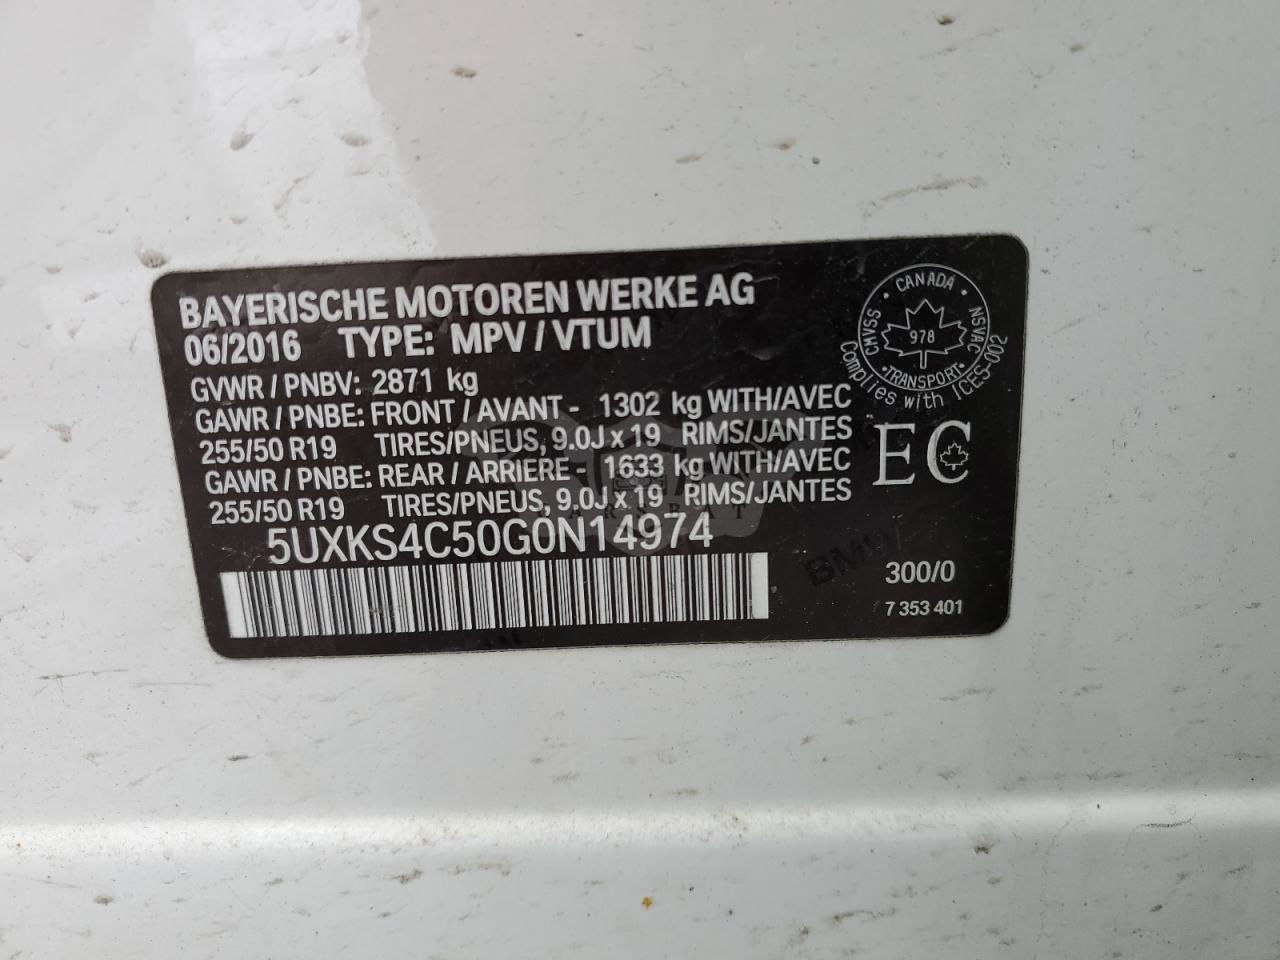 BAYERISCHE MOTOREN WERKE AG
06/2016 TYPE: MPV / VTUM
GVWR / PNBV: 2871 kg
GAWR / PNBE: FRONT / AVANT - 1302 kg WITH/AVEC
255/50 R19 TIRES/PNEUS, 9.0J x 19 RIMS/JANTES
GAWR / PNBE: REAR / ARRIERE - 1633 kg WITH/AVEC
255/50 R19 TIRES/PNEUS, 9.0J x 19 RIMS/JANTES
5UXKS4C50G0N14974
CANADA
CMVSS
NSVAC
978
TRANSPORT
Complies with ICES-002
EC
300/0
7 353 401
CARSBAT
BMW